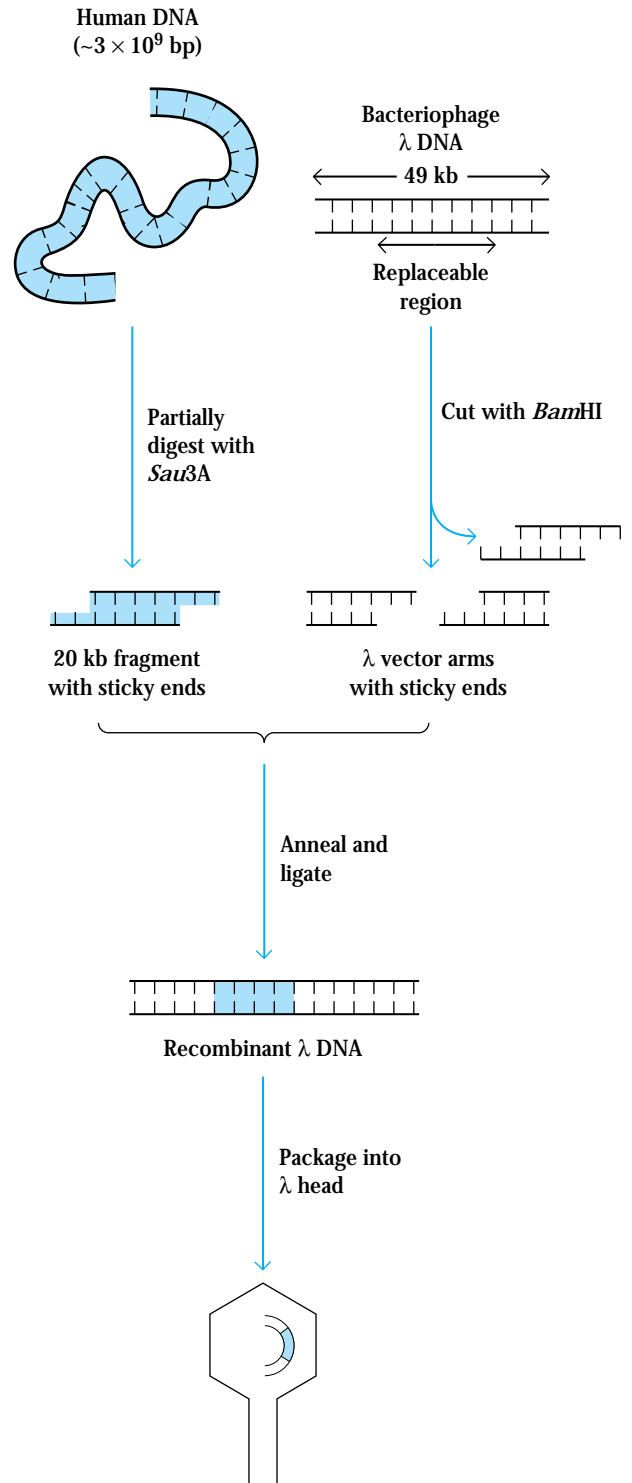 Human DNA
(~3 × 10⁹ bp)
Bacteriophage
λ DNA
49 kb
Replaceable
region
Partially
digest with
Sau3A
Cut with BamHI
20 kb fragment
with sticky ends
λ vector arms
with sticky ends
Anneal and
ligate
Recombinant λ DNA
Package into
λ head